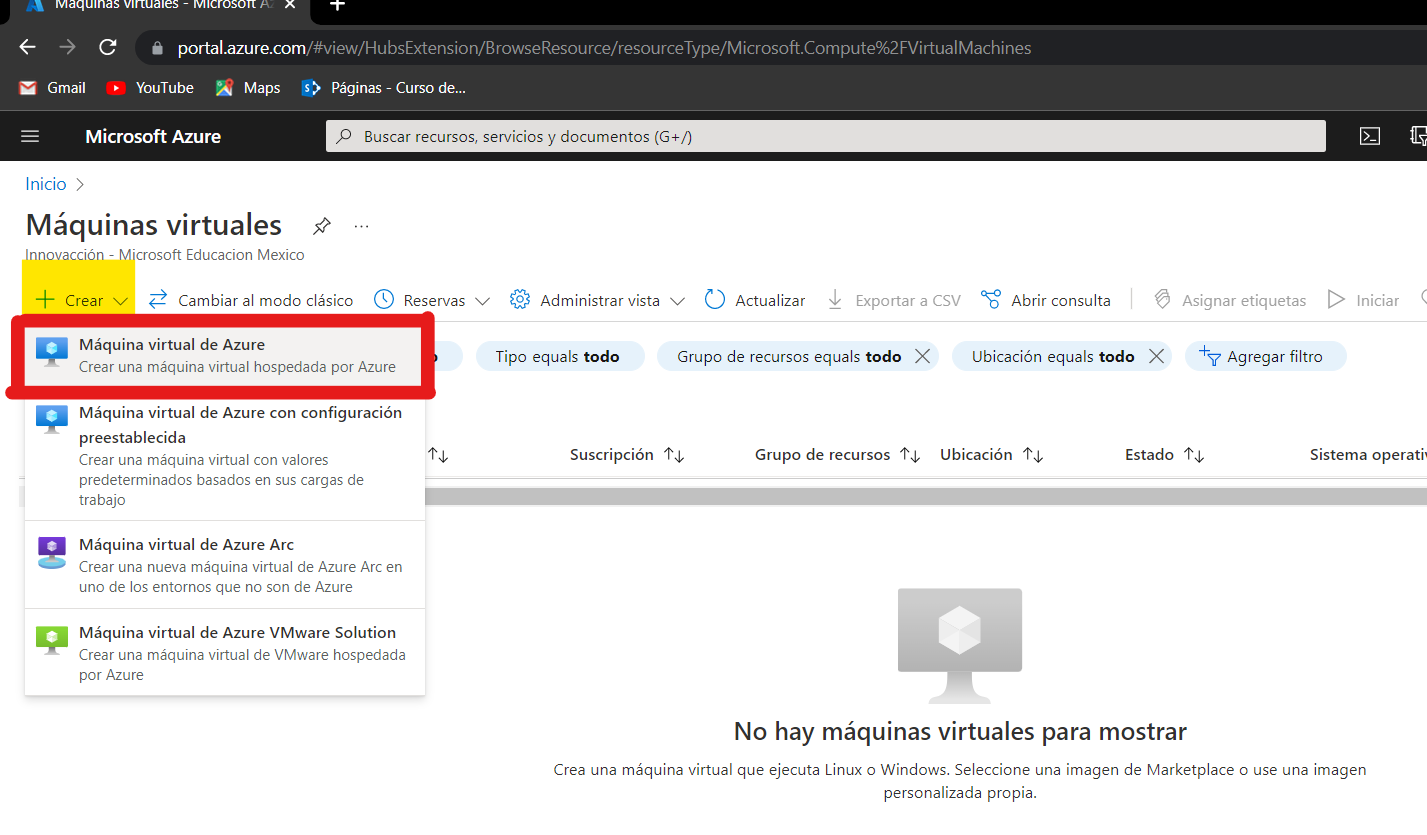 Máquinas virtuales - Microsoft Az
portal.azure.com/#view/HubsExtension/BrowseResource/resourceType/Microsoft.Compute%2FVirtualMachines
Gmail YouTube Maps Páginas - Curso de...
Microsoft Azure Buscar recursos, servicios y documentos (G+/)
Inicio
Máquinas virtuales ...
Innovacción - Microsoft Educacion Mexico
Crear Cambiar al modo clásico Reservas Administrar vista Actualizar Exportar a CSV Abrir consulta Asignar etiquetas Iniciar
Máquina virtual de Azure
Crear una máquina virtual hospedada por Azure
Tipo equals todo Grupo de recursos equals todo Ubicación equals todo Agregar filtro
Máquina virtual de Azure con configuración
preestablecida
Crear una máquina virtual con valores
predeterminados basados en sus cargas de
trabajo
Suscripción Grupo de recursos Ubicación Estado Sistema operativ
Máquina virtual de Azure Arc
Crear una nueva máquina virtual de Azure Arc en
uno de los entornos que no son de Azure
Máquina virtual de Azure VMware Solution
Crear una máquina virtual de VMware hospedada
por Azure
No hay máquinas virtuales para mostrar
Crea una máquina virtual que ejecuta Linux o Windows. Seleccione una imagen de Marketplace o use una imagen
personalizada propia.